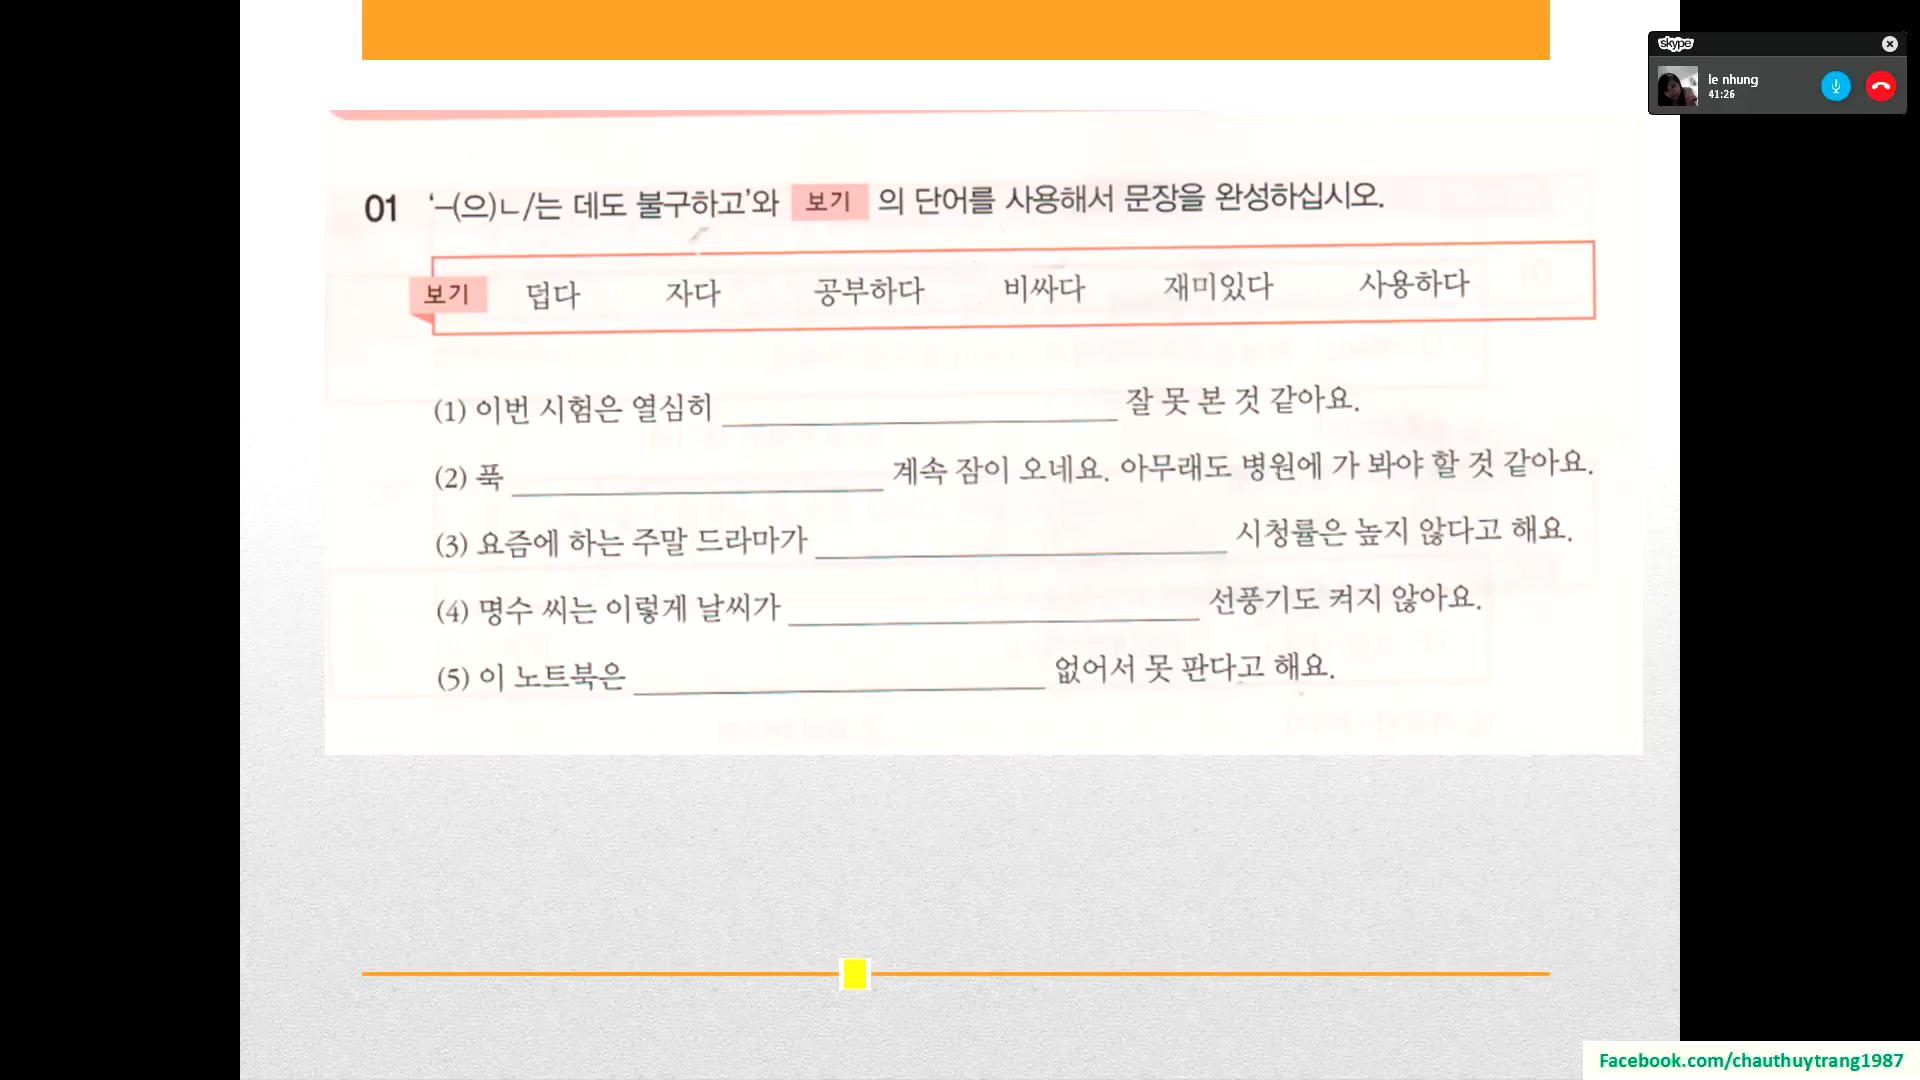 skype
le nhung
41:26
01 '–(으)ㄴ/는 데도 불구하고'와 보기 의 단어를 사용해서 문장을 완성하십시오.
보기 덥다 자다 공부하다 비싸다 재미있다 사용하다
(1) 이번 시험은 열심히 ____________ 잘 못 본 것 같아요.
(2) 푹 ____________ 계속 잠이 오네요. 아무래도 병원에 가 봐야 할 것 같아요.
(3) 요즘에 하는 주말 드라마가 ____________ 시청률은 높지 않다고 해요.
(4) 명수 씨는 이렇게 날씨가 ____________ 선풍기도 켜지 않아요.
(5) 이 노트북은 ____________ 없어서 못 판다고 해요.
Facebook.com/chauthuytrang1987